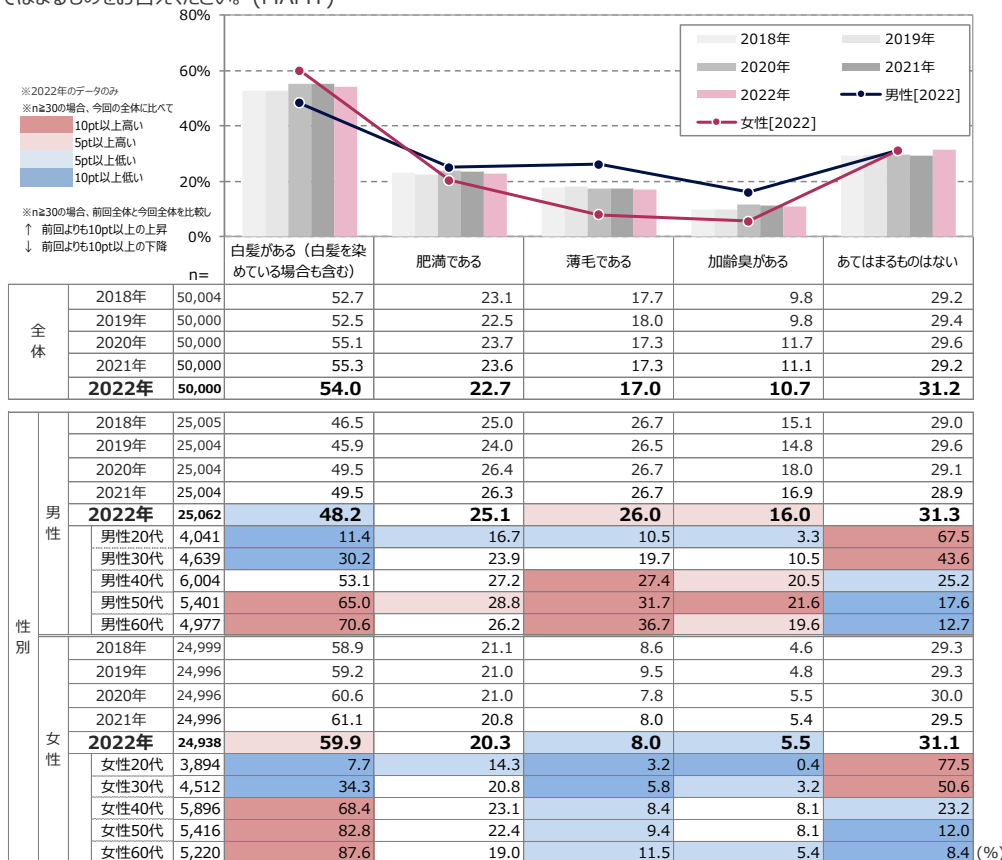 てはまるものをお答えください。(MA.MT)
80%
60%
40%
20%
0%
2018年 2019年
2020年 2021年
2022年 男性[2022]
女性[2022]
※2022年のデータのみ
※n≧30の場合、今回の全体に比べて
10pt以上高い
5pt以上高い
5pt以上低い
10pt以上低い
※n≧30の場合、前回全体と今回全体を比較し
↑ 前回よりも10pt以上の上昇
↓ 前回よりも10pt以上の下降
n= 白髪がある（白髪を染めている場合も含む） 肥満である 薄毛である 加齢臭がある あてはまるものはない
全体
2018年 50,004 52.7 23.1 17.7 9.8 29.2
2019年 50,000 52.5 22.5 18.0 9.8 29.4
2020年 50,000 55.1 23.7 17.3 11.7 29.6
2021年 50,000 55.3 23.6 17.3 11.1 29.2
2022年 50,000 54.0 22.7 17.0 10.7 31.2
性別
男性
2018年 25,005 46.5 25.0 26.7 15.1 29.0
2019年 25,004 45.9 24.0 26.5 14.8 29.6
2020年 25,004 49.5 26.4 26.7 18.0 29.1
2021年 25,004 49.5 26.3 26.7 16.9 28.9
2022年 25,062 48.2 25.1 26.0 16.0 31.3
男性20代 4,041 11.4 16.7 10.5 3.3 67.5
男性30代 4,639 30.2 23.9 19.7 10.5 43.6
男性40代 6,004 53.1 27.2 27.4 20.5 25.2
男性50代 5,401 65.0 28.8 31.7 21.6 17.6
男性60代 4,977 70.6 26.2 36.7 19.6 12.7
女性
2018年 24,999 58.9 21.1 8.6 4.6 29.3
2019年 24,996 59.2 21.0 9.5 4.8 29.3
2020年 24,996 60.6 21.0 7.8 5.5 30.0
2021年 24,996 61.1 20.8 8.0 5.4 29.5
2022年 24,938 59.9 20.3 8.0 5.5 31.1
女性20代 3,894 7.7 14.3 3.2 0.4 77.5
女性30代 4,512 34.3 20.8 5.8 3.2 50.6
女性40代 5,896 68.4 23.1 8.4 8.1 23.2
女性50代 5,416 82.8 22.4 9.4 8.1 12.0
女性60代 5,220 87.6 19.0 11.5 5.4 8.4 (%)